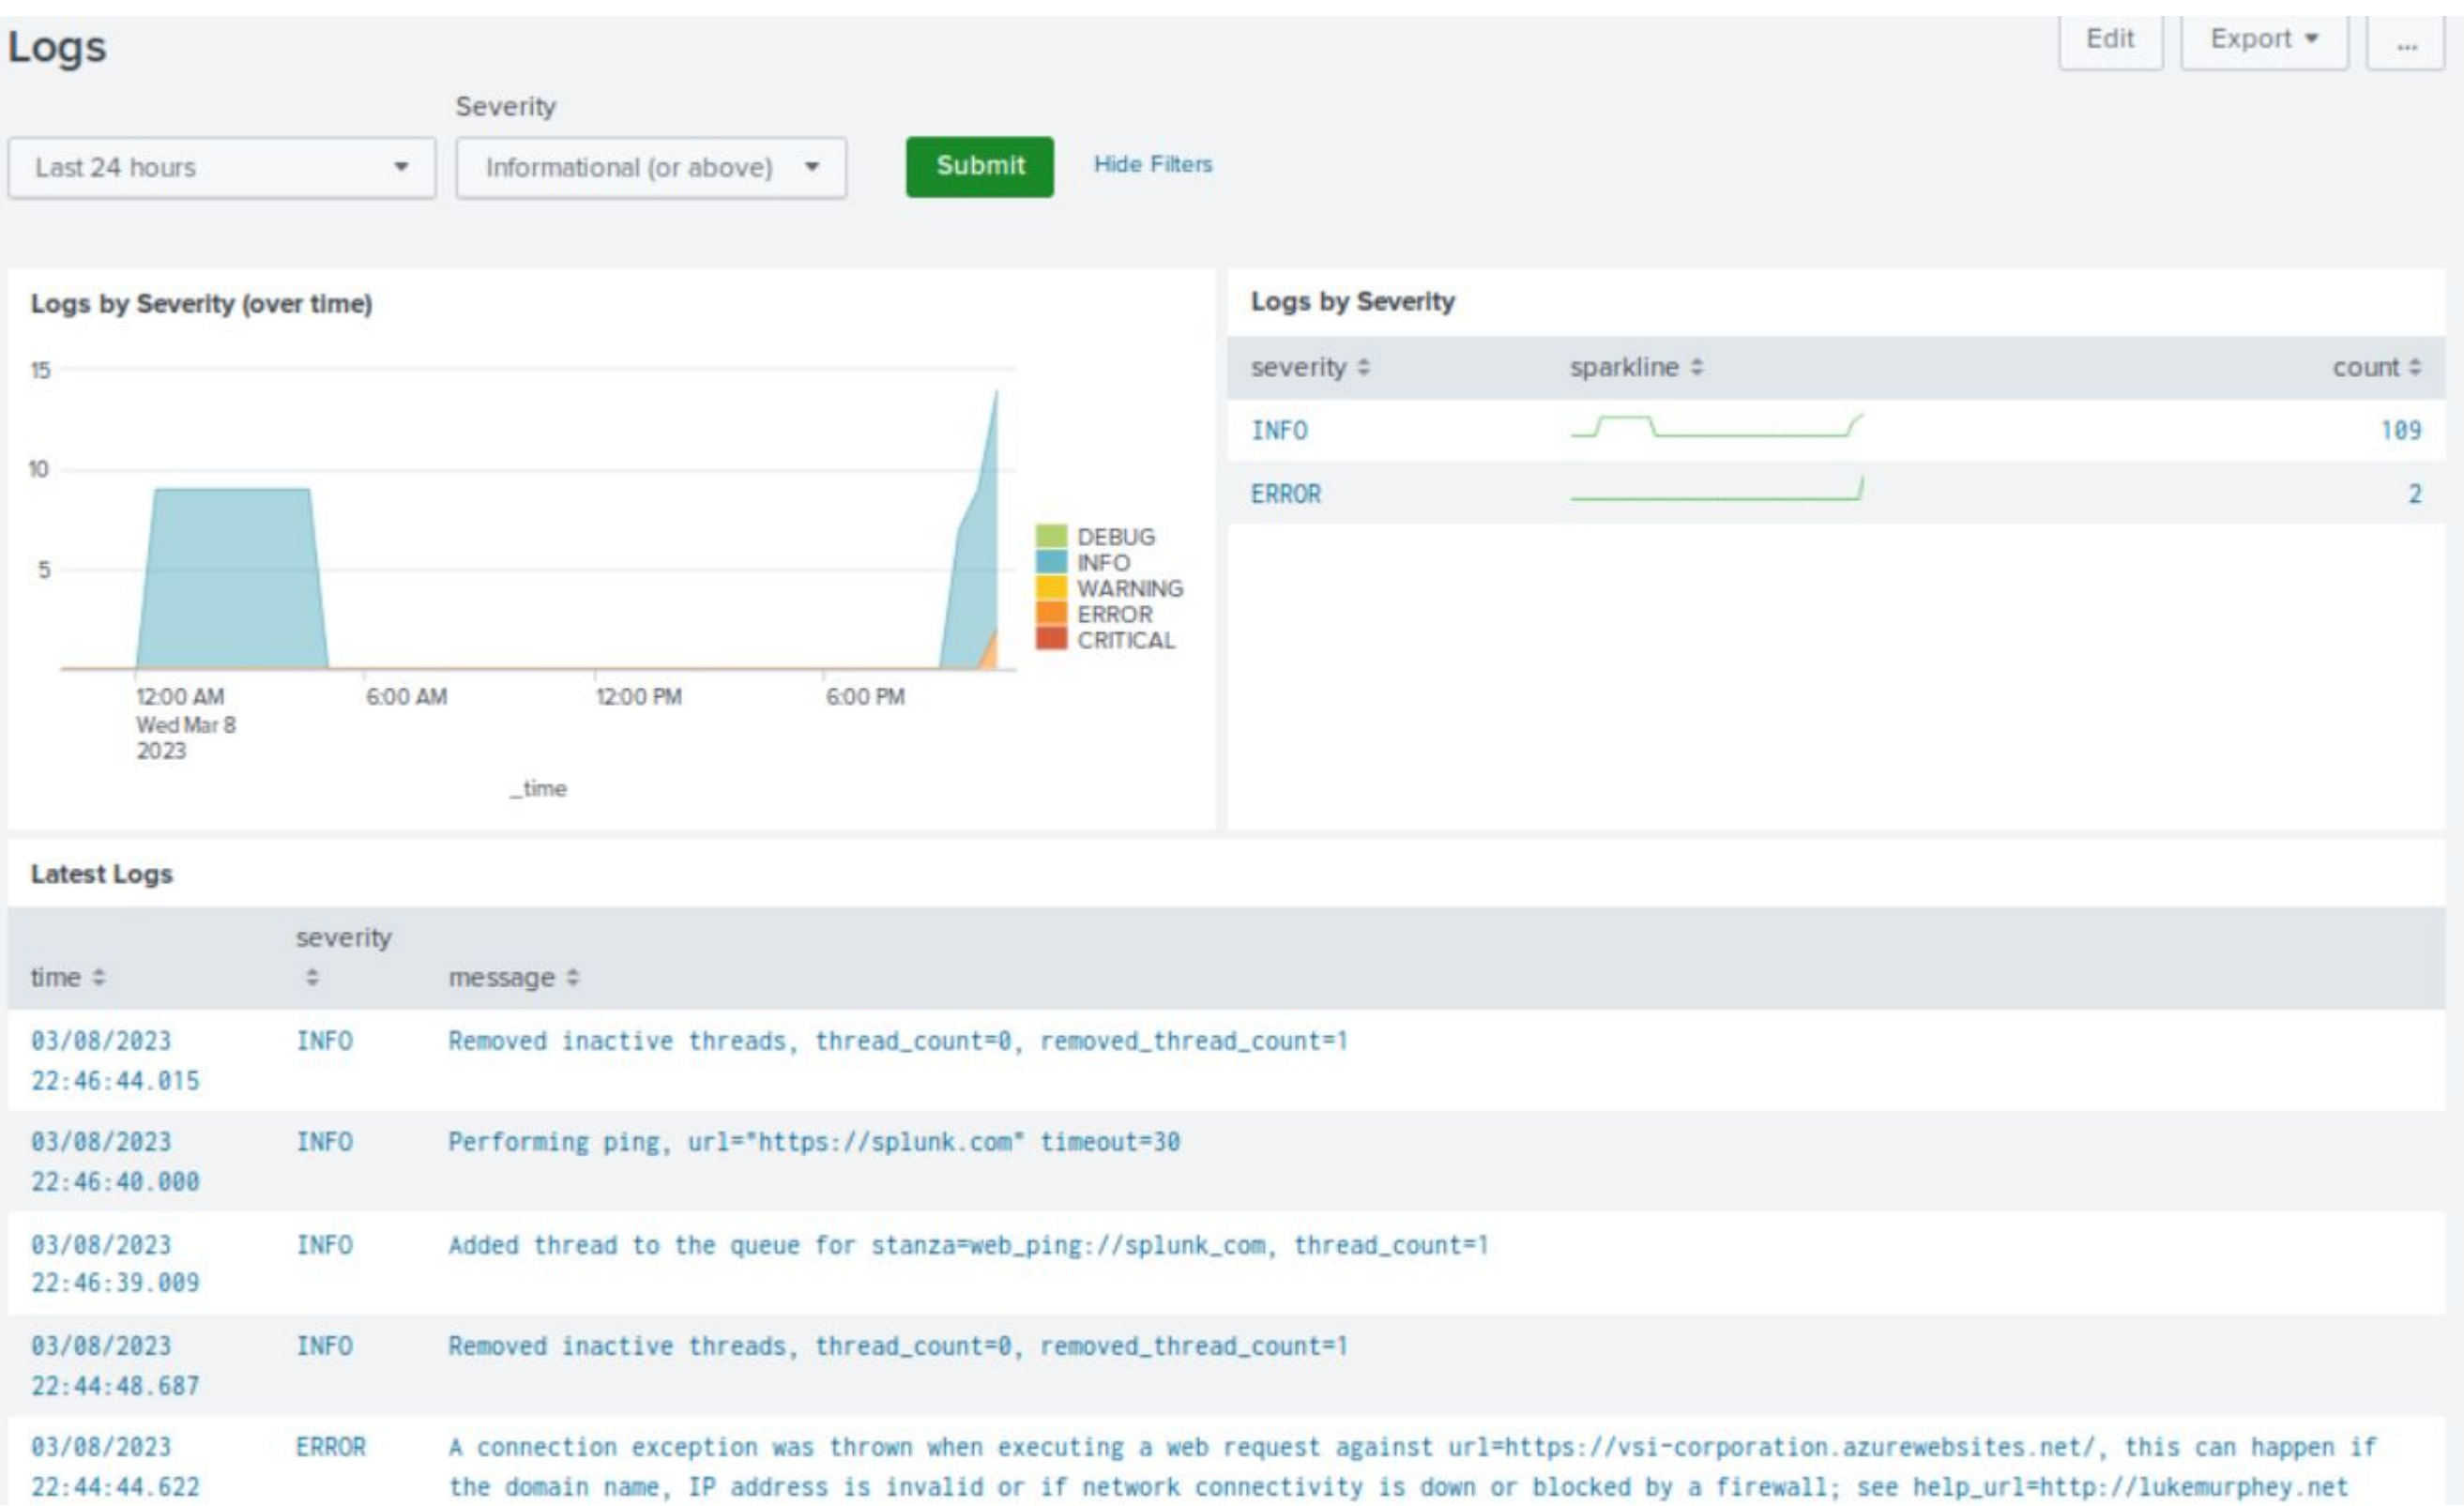 Logs
Edit
Export
...
Severity
Last 24 hours
Informational (or above)
Submit
Hide Filters
Logs by Severity (over time)
15
10
5
12:00 AM
Wed Mar 8
2023
6:00 AM
12:00 PM
6:00 PM
_time
DEBUG
INFO
WARNING
ERROR
CRITICAL
Logs by Severity
severity sparkline count
INFO 109
ERROR 2
Latest Logs
time severity message
03/08/2023 INFO Removed inactive threads, thread_count=0, removed_thread_count=1
22:46:44.015
03/08/2023 INFO Performing ping, url="https://splunk.com" timeout=30
22:46:40.000
03/08/2023 INFO Added thread to the queue for stanza=web_ping://splunk_com, thread_count=1
22:46:39.009
03/08/2023 INFO Removed inactive threads, thread_count=0, removed_thread_count=1
22:44:48.687
03/08/2023 ERROR A connection exception was thrown when executing a web request against url=https://vsi-corporation.azurewebsites.net/, this can happen if
22:44:44.622 the domain name, IP address is invalid or if network connectivity is down or blocked by a firewall; see help_url=http://lukemurphey.net